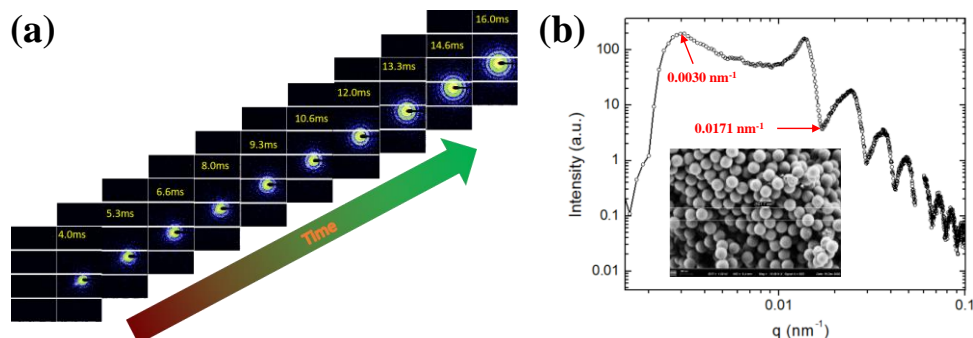 (a)
4.0ms
5.3ms
6.6ms
8.0ms
9.3ms
10.6ms
12.0ms
13.3ms
14.6ms
16.0ms
Time
(b)
Intensity (a.u.)
100
10
1
0.1
0.01
0.0030 nm⁻¹
0.0171 nm⁻¹
0.01
0.1
q (nm⁻¹)